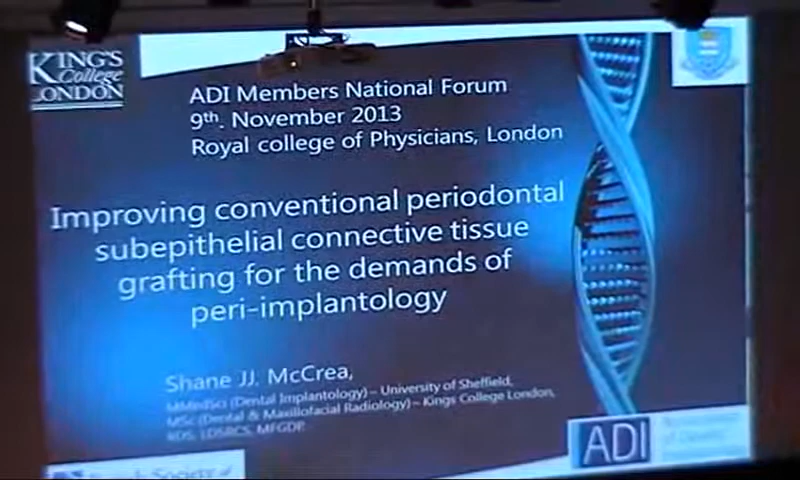 KING'S
College
LONDON
ADI Members National Forum
9th. November 2013
Royal college of Physicians, London
Improving conventional periodontal
subepithelial connective tissue
grafting for the demands of
peri-implantology
Shane JJ. McCrea,
MMedSci (Dental Implantology) – University of Sheffield,
MSc (Dental & Maxillofacial Radiology) – Kings College London,
BDS, LDSRCS, MFGDP
Society of
ADI